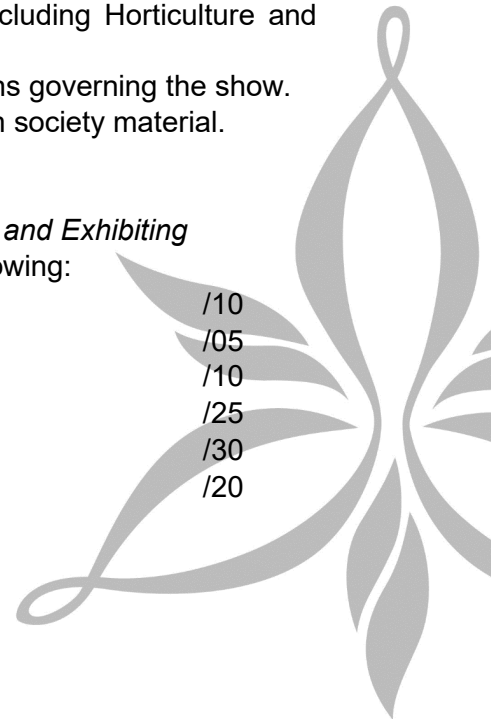 cluding Horticulture and
ns governing the show.
n society material.
and Exhibiting
owing:
/10
/05
/10
/25
/30
/20